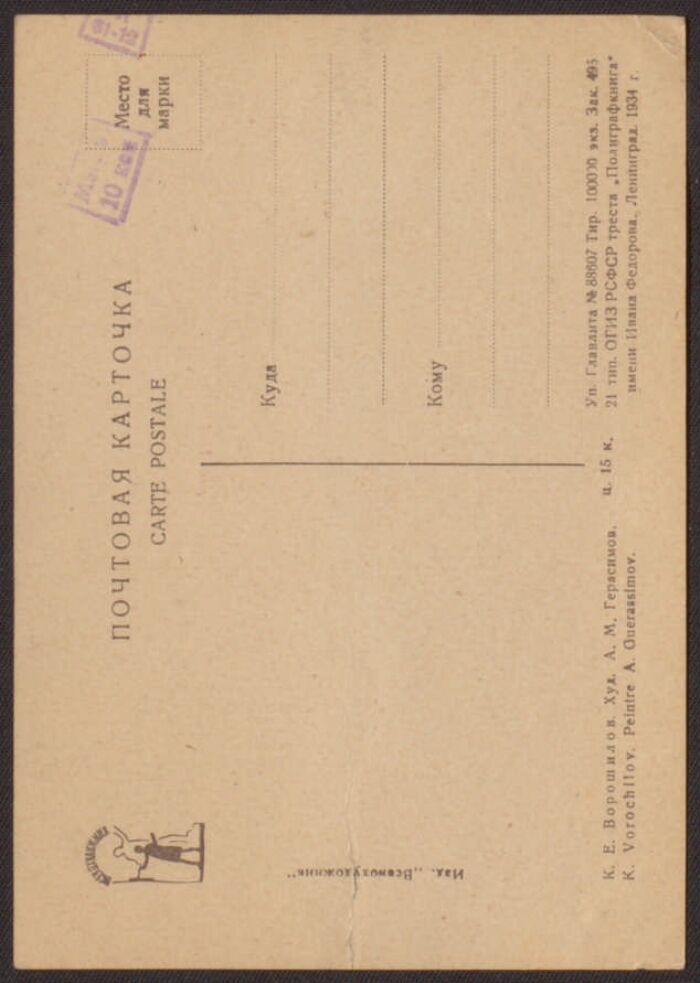 ПОЧТОВАЯ КАРТОЧКА
CARTE POSTALE
Место
для
марки
10 коп
Куда
Кому
Изд. „Всекохудожник"
К. Е. Ворошилов. Худ. А. М. Герасимов. ц. 15 к.
K. Vorochilov. Peintre A. Guerassimov.
Уп. Главлита № 88607 Тир. 100000 экз. Зак. 495
21 тип. ОГИЗ РСФСР треста „Полиграфкнига"
имени Ивана Федорова, Ленинград. 1934 г.